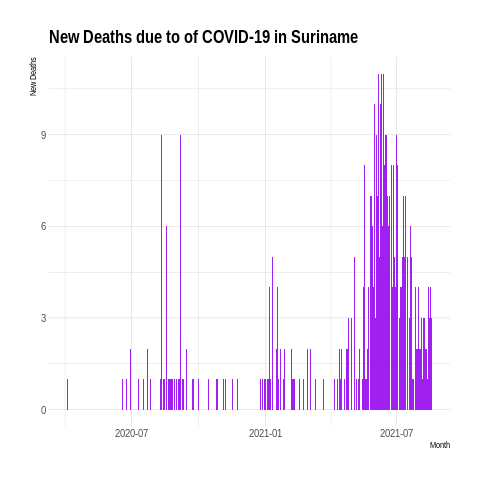 New Deaths due to of COVID-19 in Suriname
New Deaths
9
6
3
0
2020-07 2021-01 2021-07
Month